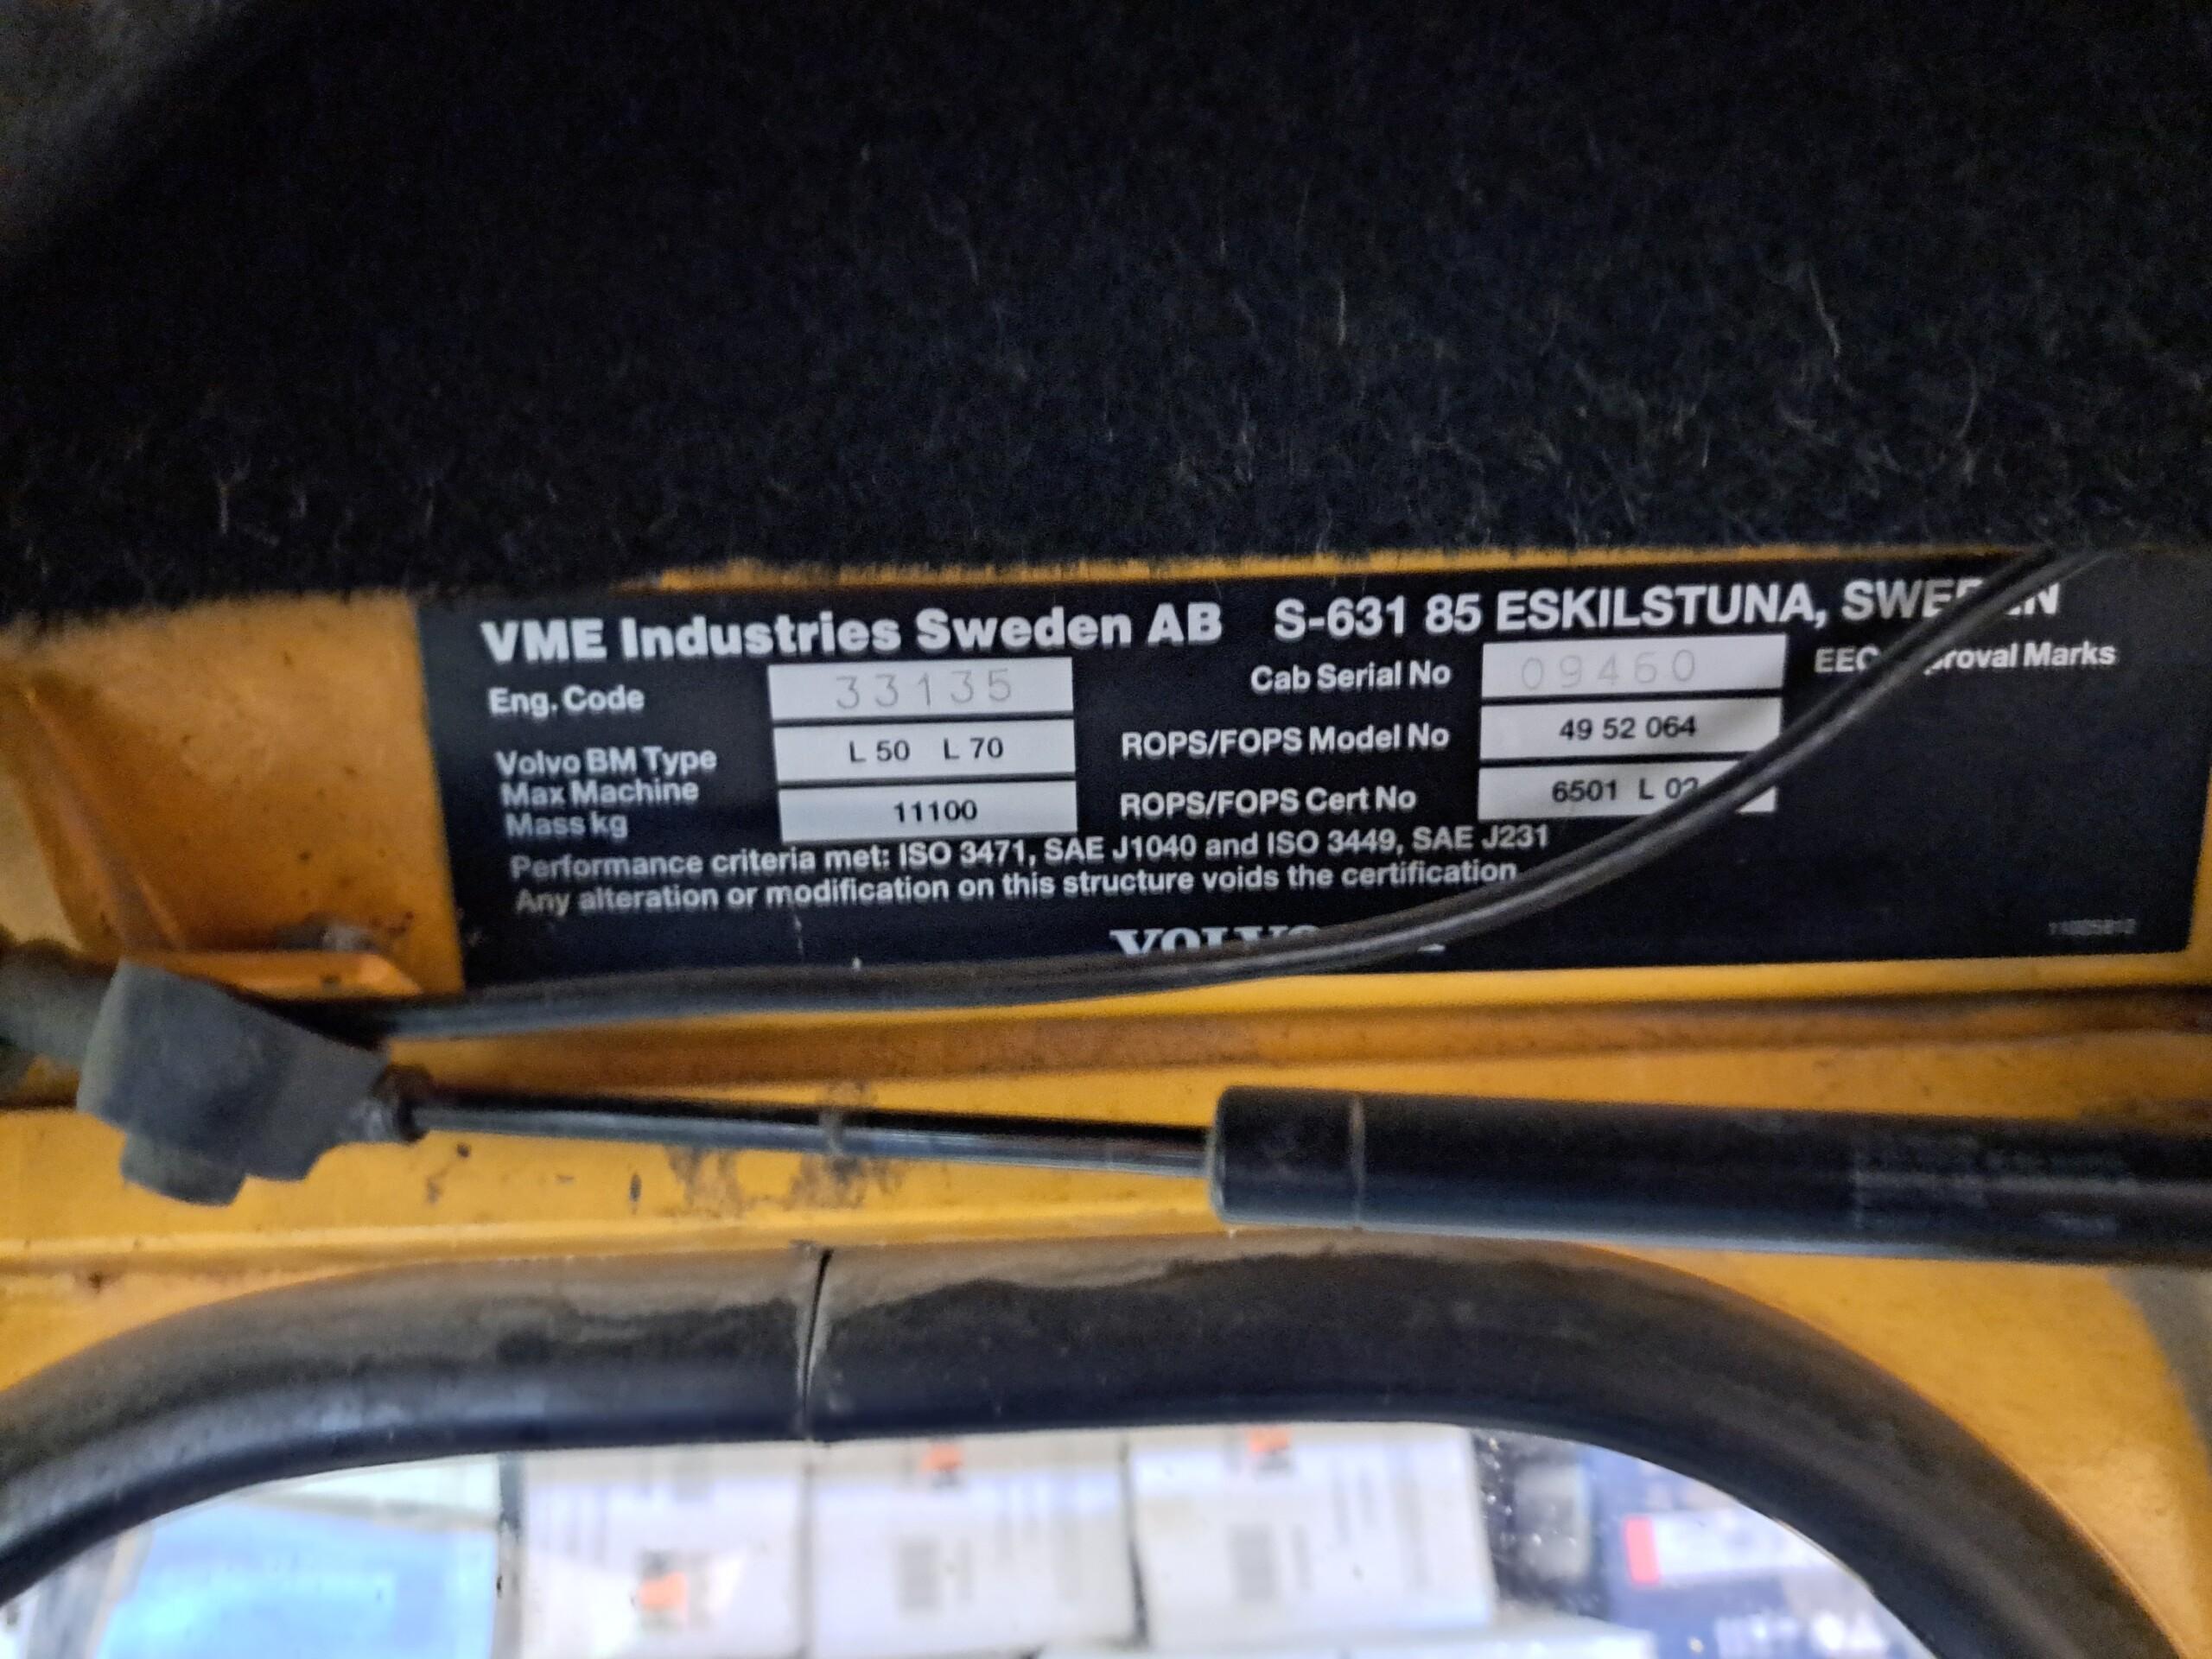 VME Industries Sweden AB S-631 85 ESKILSTUNA,
Eng. Code 33135 Cab Serial No 09460 Marks
Volvo BM Type L 50 L 70 ROPS/FOPS Model No 49 52 064
Max Machine
Mass kg 11100 ROPS/FOPS Cert No 6501 L
Performance criteria met: ISO 3471, SAE J1040 and ISO 3449, SAE J231
Any alteration or modification on this structure voids the certification